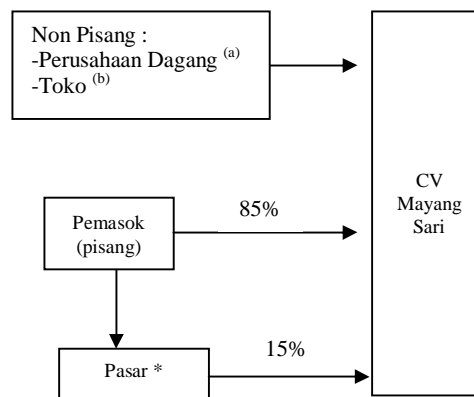 Non Pisang :
-Perusahaan Dagang (a)
-Toko (b)
CV
Mayang
Sari
85%
Pemasok
(pisang)
15%
Pasar *